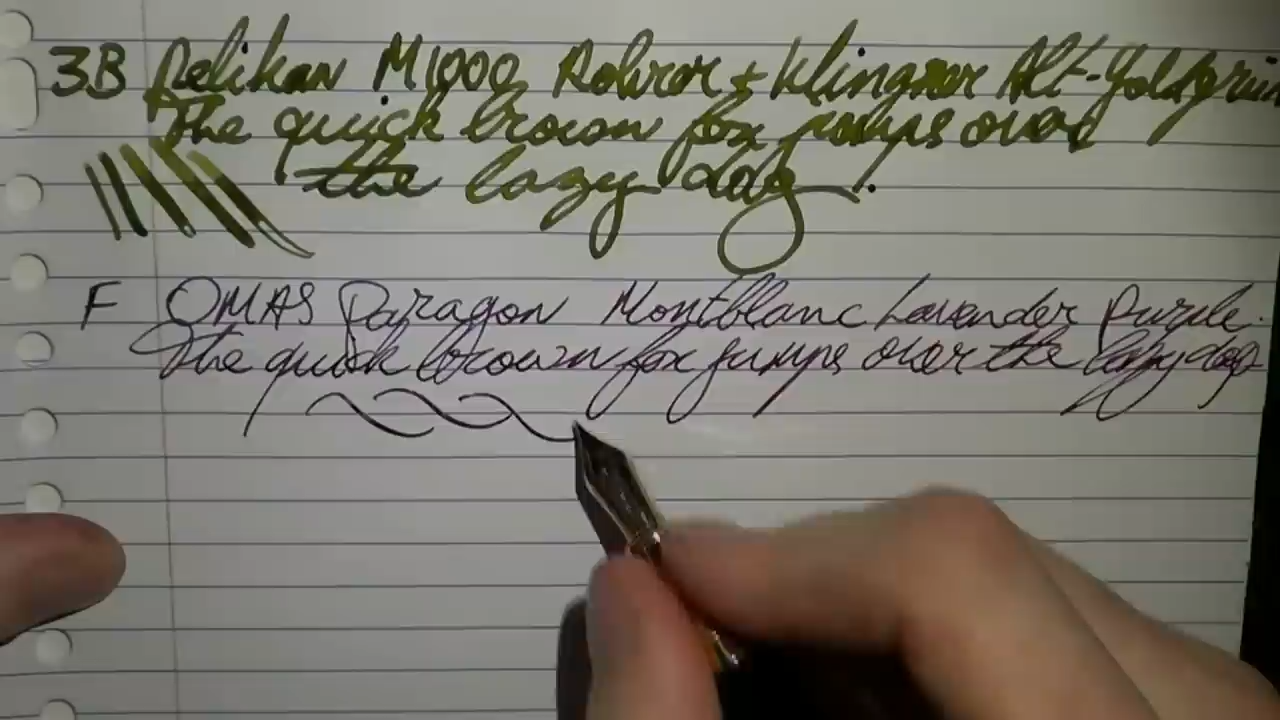 3B Pelikan M1000 Rohrer + Klingner Alt-Goldgrün
The quick brown fox jumps over
the lazy dog.
F OMAS Paragon Montblanc Lavender Purple.
The quick brown fox jumps over the lazy dog